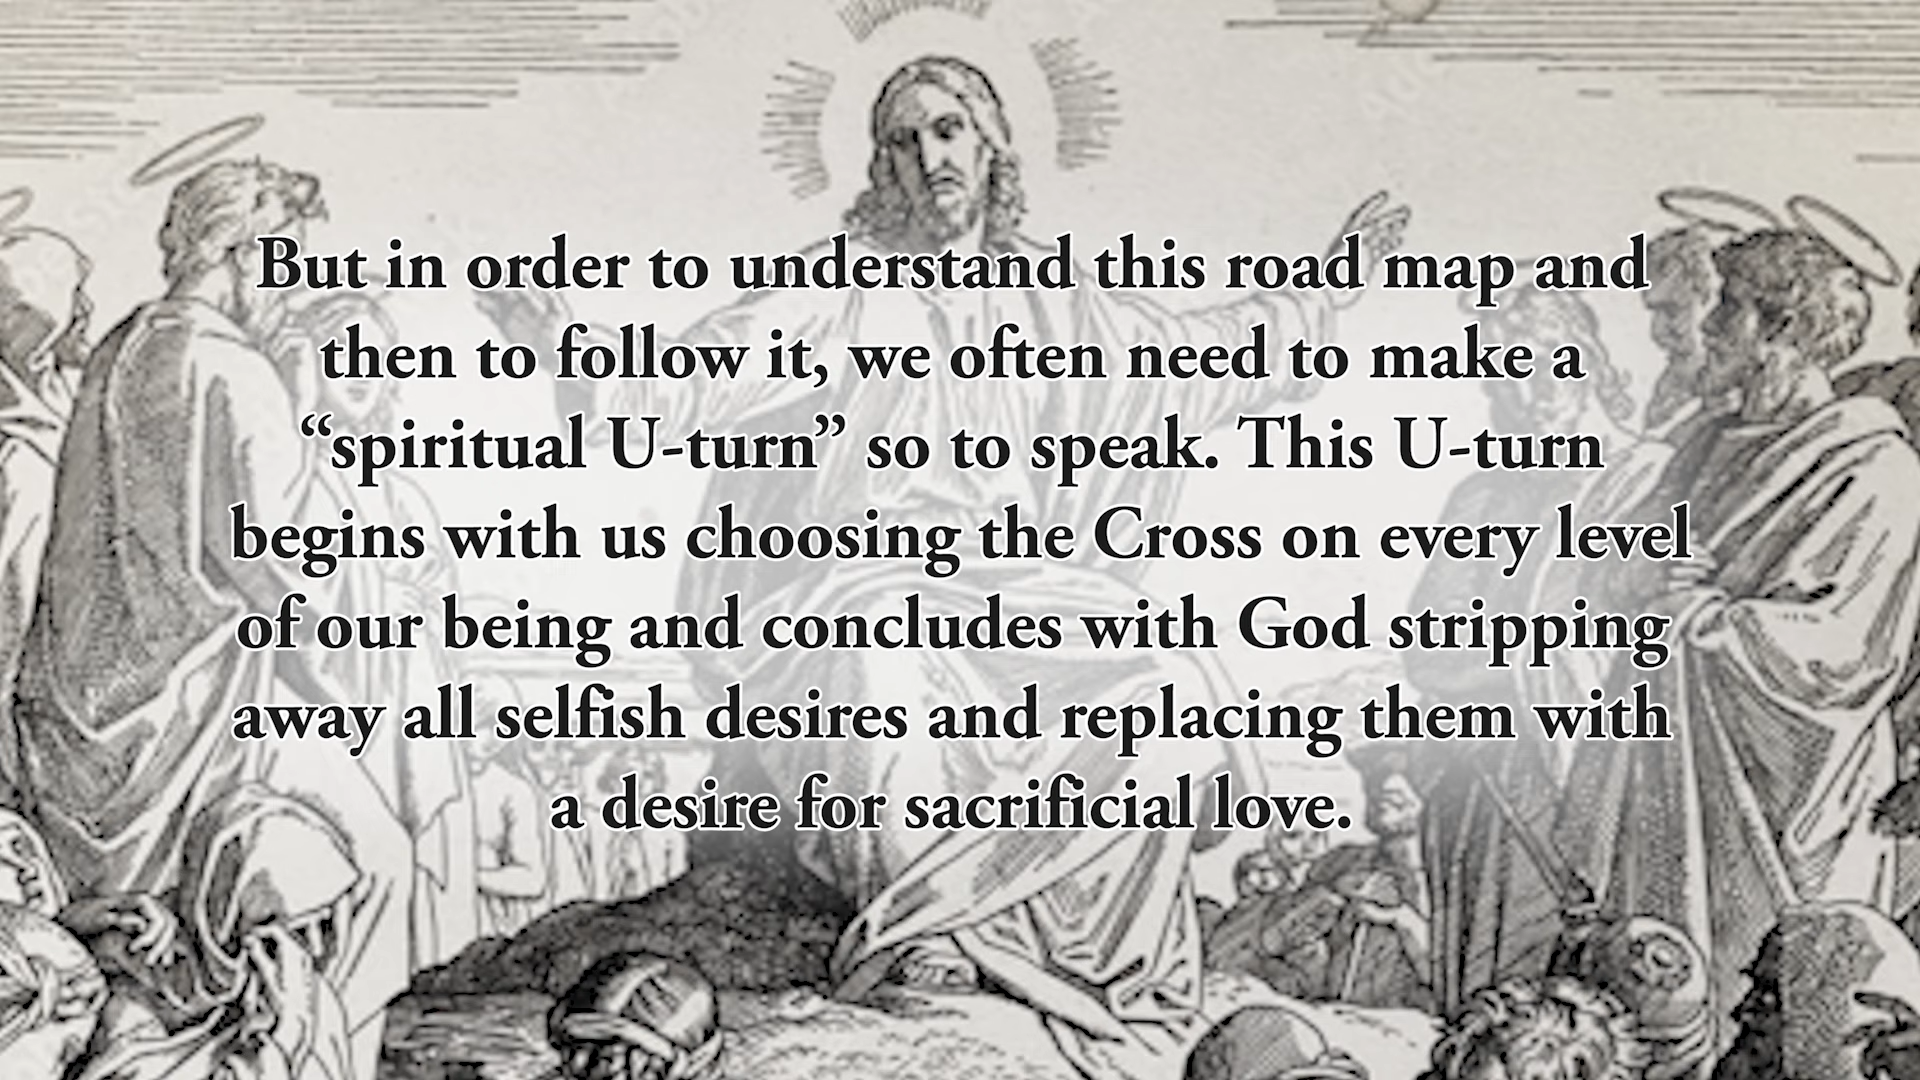 But in order to understand this road map and
then to follow it, we often need to make a
“spiritual U-turn” so to speak. This U-turn
begins with us choosing the Cross on every level
of our being and concludes with God stripping
away all selfish desires and replacing them with
a desire for sacrificial love.